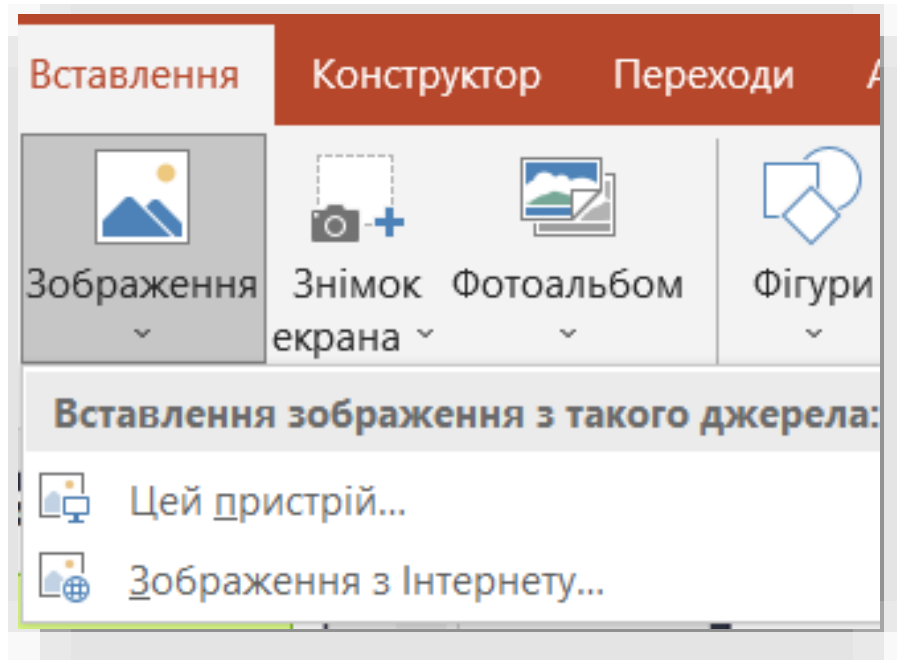 Вставлення Конструктор Переходи
Зображення Знімок екрана Фотоальбом Фігури
Вставлення зображення з такого джерела:
Цей пристрій...
Зображення з Інтернету...